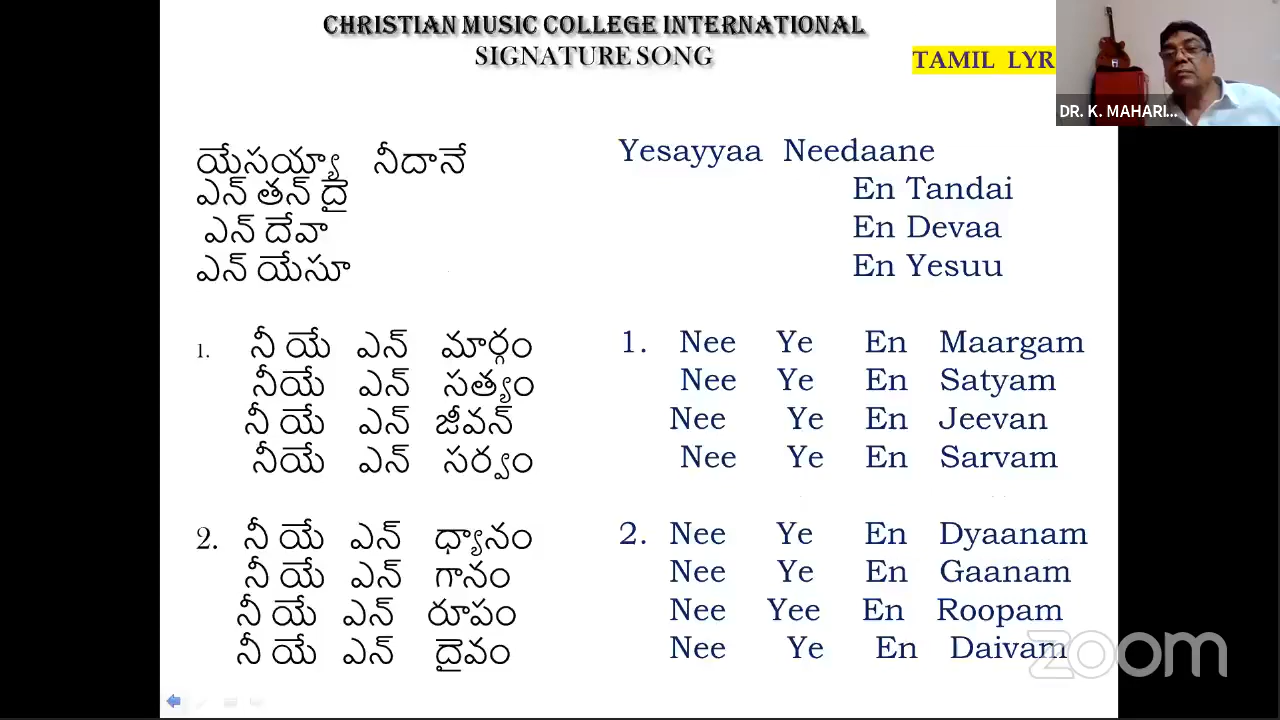 CHRISTIAN MUSIC COLLEGE INTERNATIONAL
SIGNATURE SONG
TAMIL LYR
DR. K. MAHARI...
యేసయ్యా నీదానే
ఎన్ తన్ దై
ఎన్ దేవా
ఎన్ యేసూ
Yesayyaa Needaane
En Tandai
En Devaa
En Yesuu
1. నీ యే ఎన్ మార్గం
నీయే ఎన్ సత్యం
నీ యే ఎన్ జీవన్
నీయే ఎన్ సర్వం
1. Nee Ye En Maargam
Nee Ye En Satyam
Nee Ye En Jeevan
Nee Ye En Sarvam
2. నీ యే ఎన్ ధ్యానం
నీ యే ఎన్ గానం
నీ యే ఎన్ రూపం
నీ యే ఎన్ దైవం
2. Nee Ye En Dyaanam
Nee Ye En Gaanam
Nee Yee En Roopam
Nee Ye En Daivam
zoom